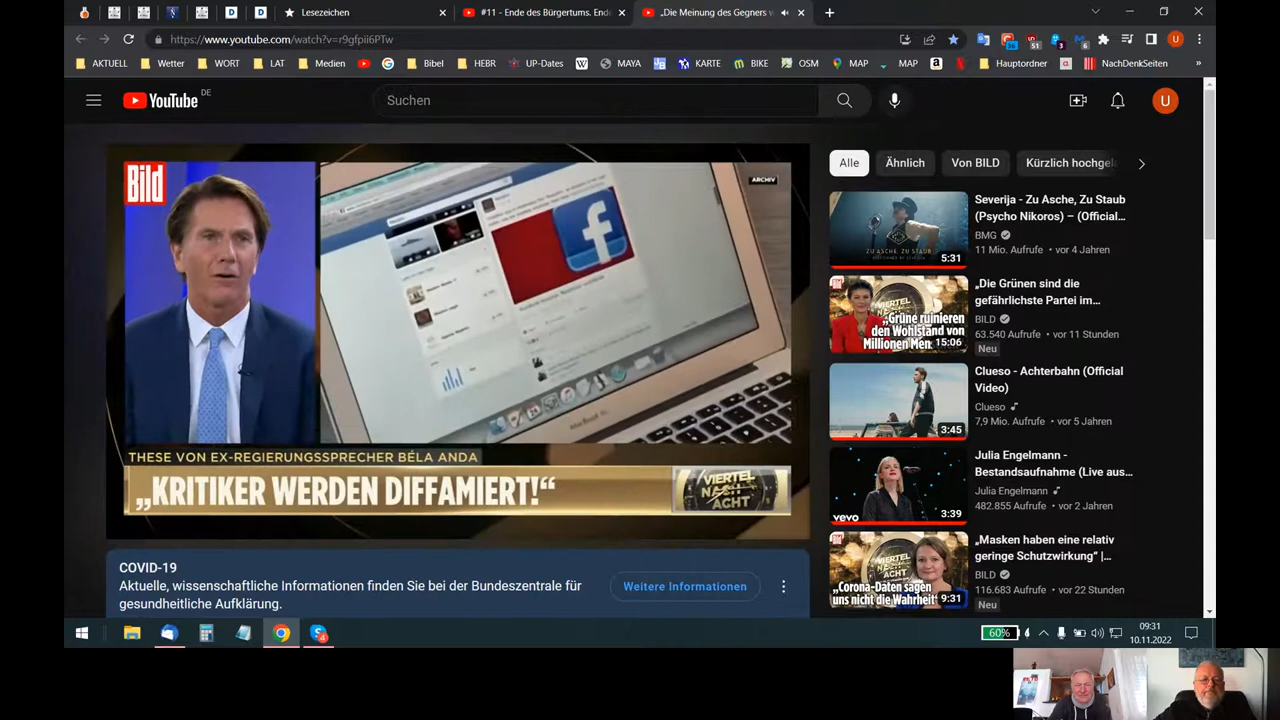 Lesezeichen
#11 - Ende des Bürgertums. Ende
„Die Meinung des Gegners w
https://www.youtube.com/watch?v=r9gfpii6PTw
AKTUELL
Wetter
WORT
LAT
Medien
Bibel
HEBR
UP-Dates
MAYA
KARTE
BIKE
OSM
MAP
MAP
Hauptordner
NachDenkSeiten
YouTube DE
Suchen
U
Bild
ARCHIV
THESE VON EX-REGIERUNGSSPRECHER BÉLA ANDA
„KRITIKER WERDEN DIFFAMIERT!“
VIERTEL NACH ACHT
COVID-19
Aktuelle, wissenschaftliche Informationen finden Sie bei der Bundeszentrale für
gesundheitliche Aufklärung.
Weitere Informationen
Alle
Ähnlich
Von BILD
Kürzlich hochgel
ZU ASCHE, ZU STAUB
5:31
Severija - Zu Asche, Zu Staub
(Psycho Nikoros) – (Official...
BMG
11 Mio. Aufrufe • vor 4 Jahren
„Grüne ruinieren
den Wohlstand von
Millionen Men
15:06
„Die Grünen sind die
gefährlichste Partei im...
BILD
63.540 Aufrufe • vor 11 Stunden
Neu
3:45
Clueso - Achterbahn (Official
Video)
Clueso
7,9 Mio. Aufrufe • vor 5 Jahren
vevo
3:39
Julia Engelmann -
Bestandsaufnahme (Live aus...
Julia Engelmann
482.855 Aufrufe • vor 2 Jahren
„Corona-Daten sagen
uns nicht die Wahrheit
9:31
„Masken haben eine relativ
geringe Schutzwirkung“ |...
BILD
116.683 Aufrufe • vor 22 Stunden
Neu
60%
09:31
10.11.2022